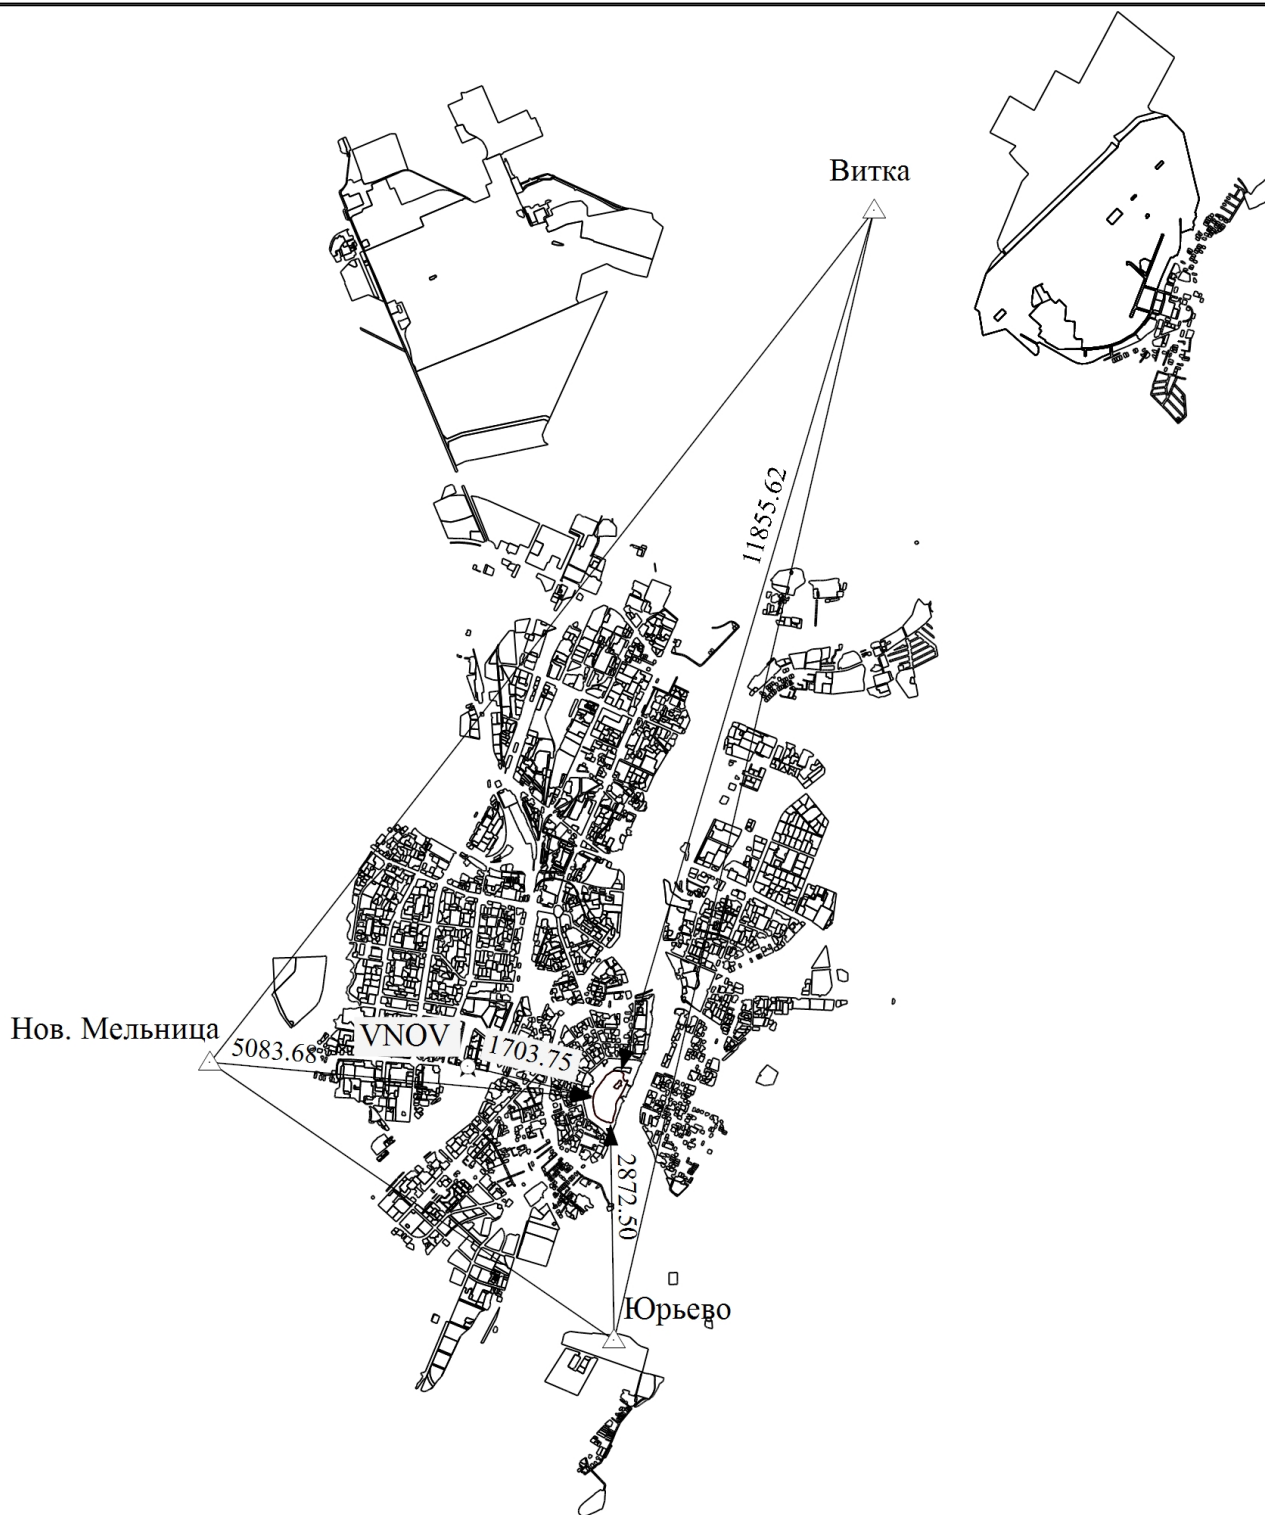 Витка
11855.62
Нов. Мельница
5083.68
VNOV
1703.75
2872.50
Юрьево